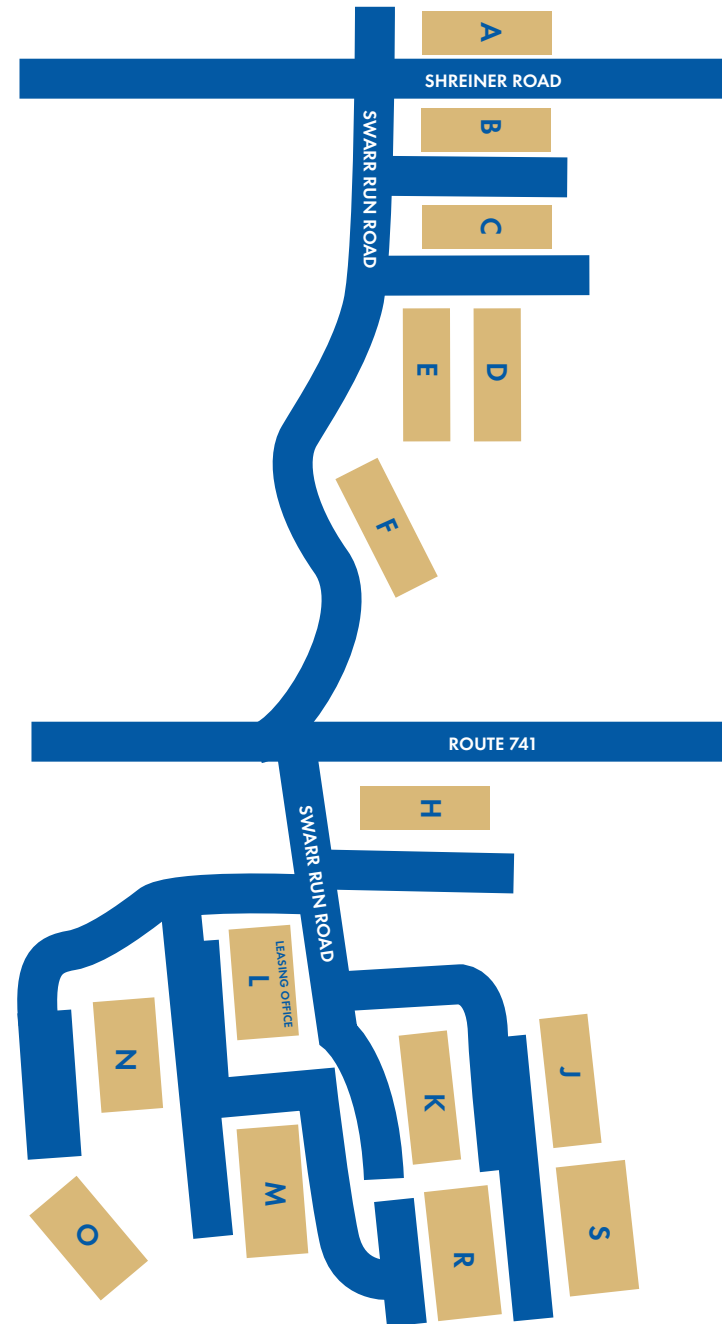 A
SHREINER ROAD
B
SWARR RUN ROAD
C
E
D
F
ROUTE 741
H
SWARR RUN ROAD
LEASING OFFICE
L
J
N
K
M
S
O
R